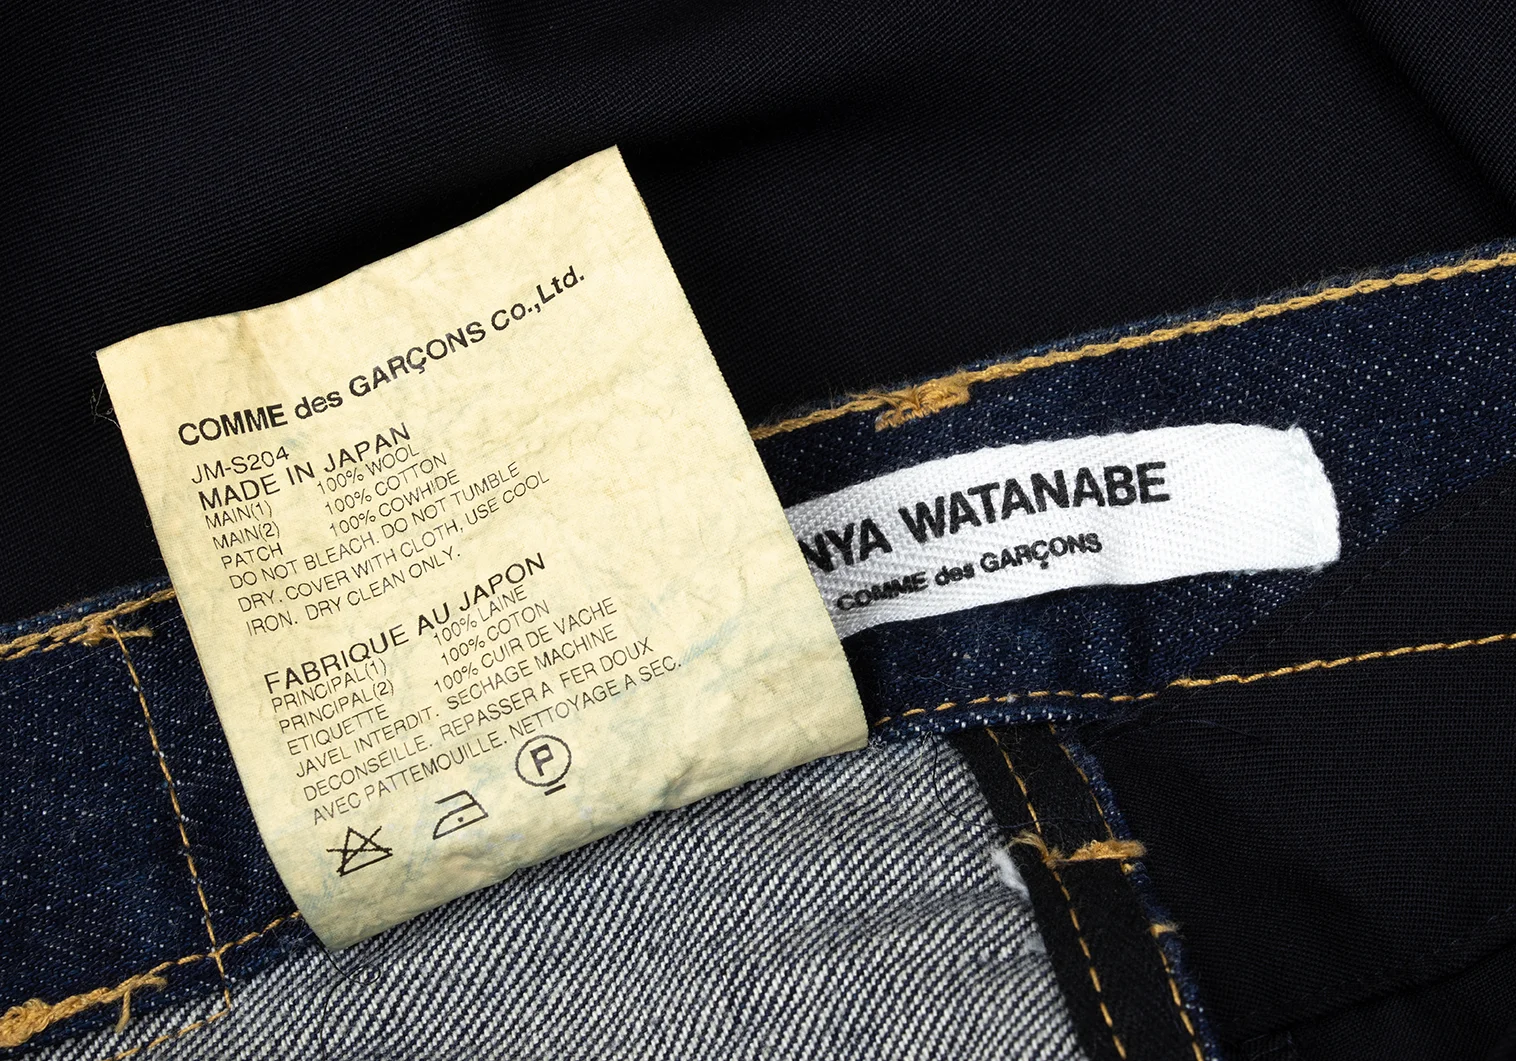 COMME des GARÇONS Co.,Ltd.
JM-S204
MADE IN JAPAN
MAIN(1) 100% WOOL
MAIN(2) 100% COTTON
PATCH 100% COWHIDE
DO NOT BLEACH. DO NOT TUMBLE
DRY. COVER WITH CLOTH, USE COOL
IRON. DRY CLEAN ONLY.
FABRIQUE AU JAPON
PRINCIPAL(1) 100% LAINE
PRINCIPAL(2) 100% COTON
ETIQUETTE 100% CUIR DE VACHE
JAVEL INTERDIT. SECHAGE MACHINE
DECONSEILLE. REPASSER A FER DOUX
AVEC PATTEMOUILLE. NETTOYAGE A SEC.
P
NYA WATANABE
COMME des GARÇONS